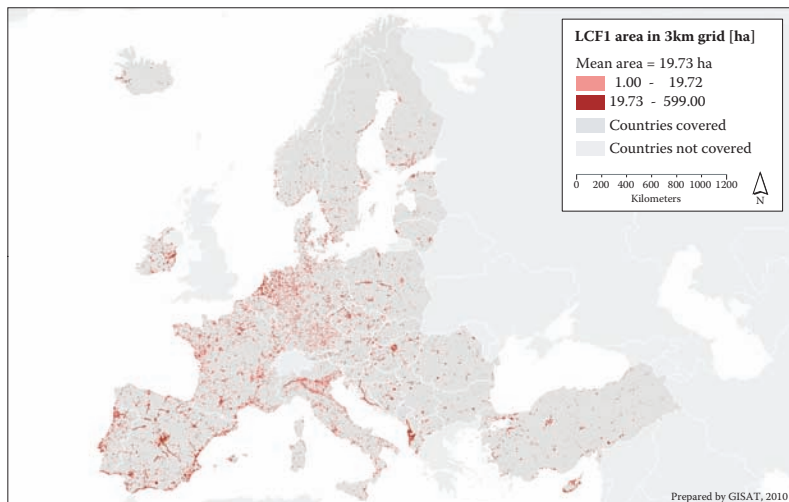 LCF1 area in 3km grid [ha]
Mean area = 19.73 ha
1.00 - 19.72
19.73 - 599.00
Countries covered
Countries not covered
0 200 400 600 800 1000 1200
Kilometers
N
Prepared by GISAT, 2010